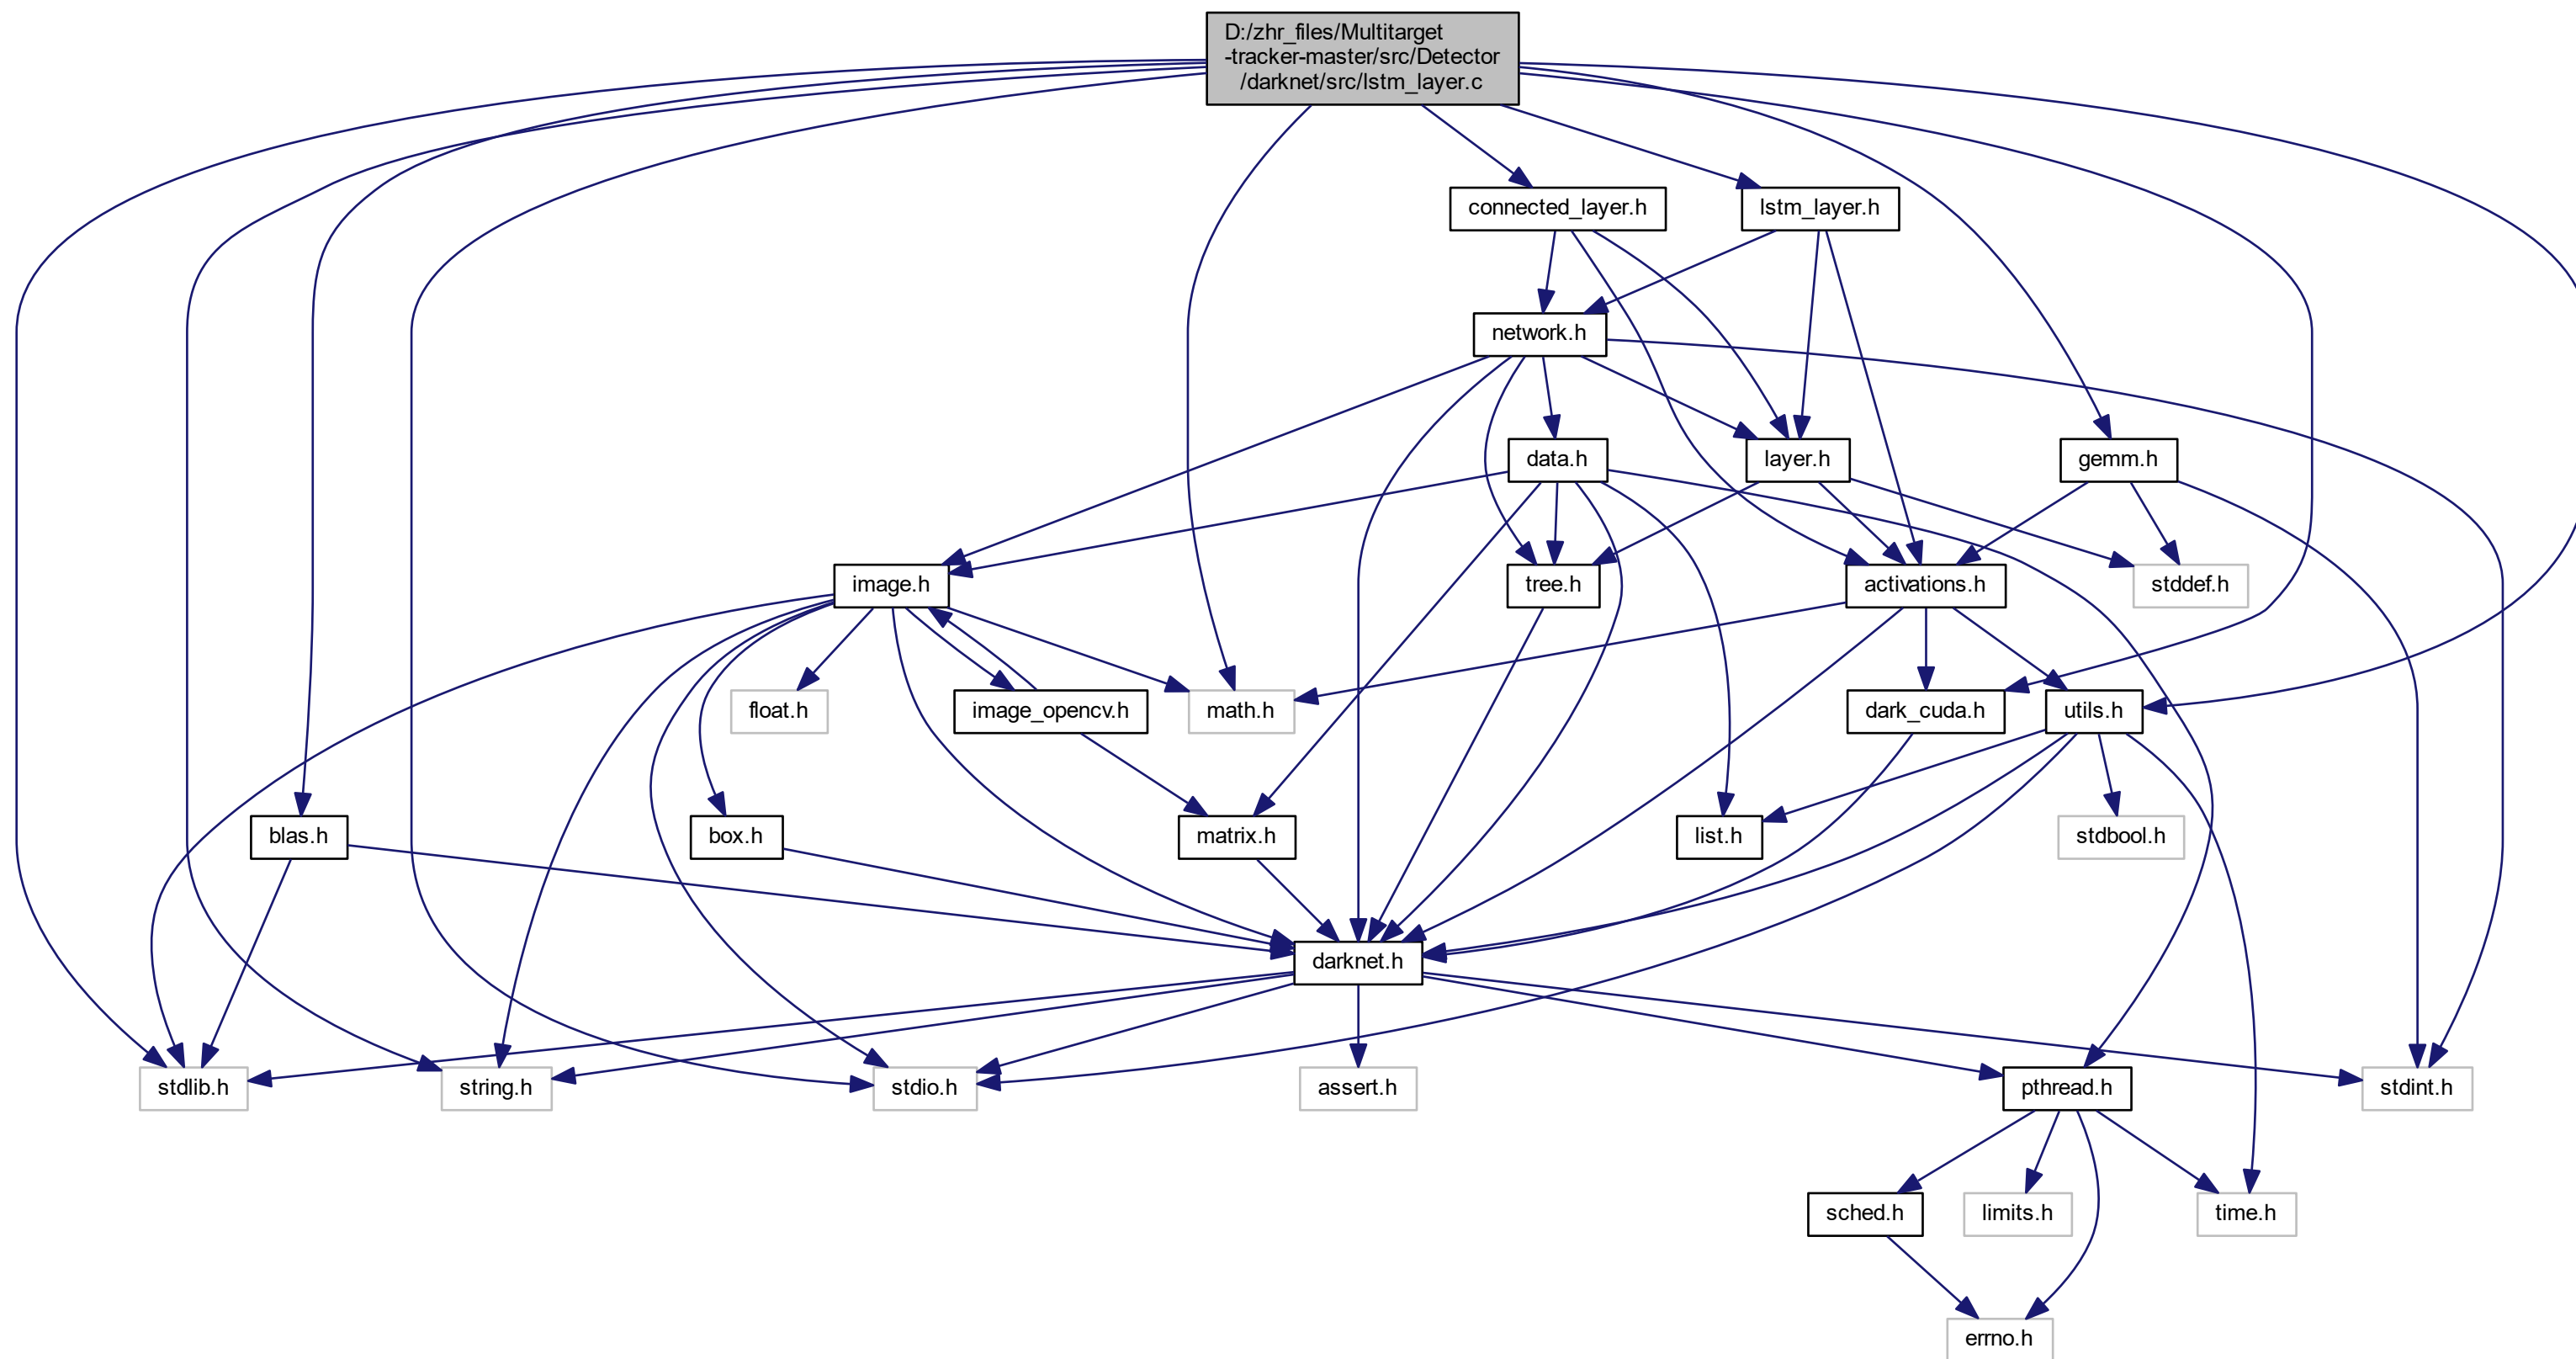 D:/zhr_files/Multitarget
-tracker-master/src/Detector
/darknet/src/lstm_layer.c
connected_layer.h
lstm_layer.h
network.h
data.h
layer.h
gemm.h
image.h
tree.h
activations.h
stddef.h
float.h
image_opencv.h
math.h
dark_cuda.h
utils.h
blas.h
box.h
matrix.h
list.h
stdbool.h
darknet.h
stdlib.h
string.h
stdio.h
assert.h
pthread.h
stdint.h
sched.h
limits.h
time.h
errno.h